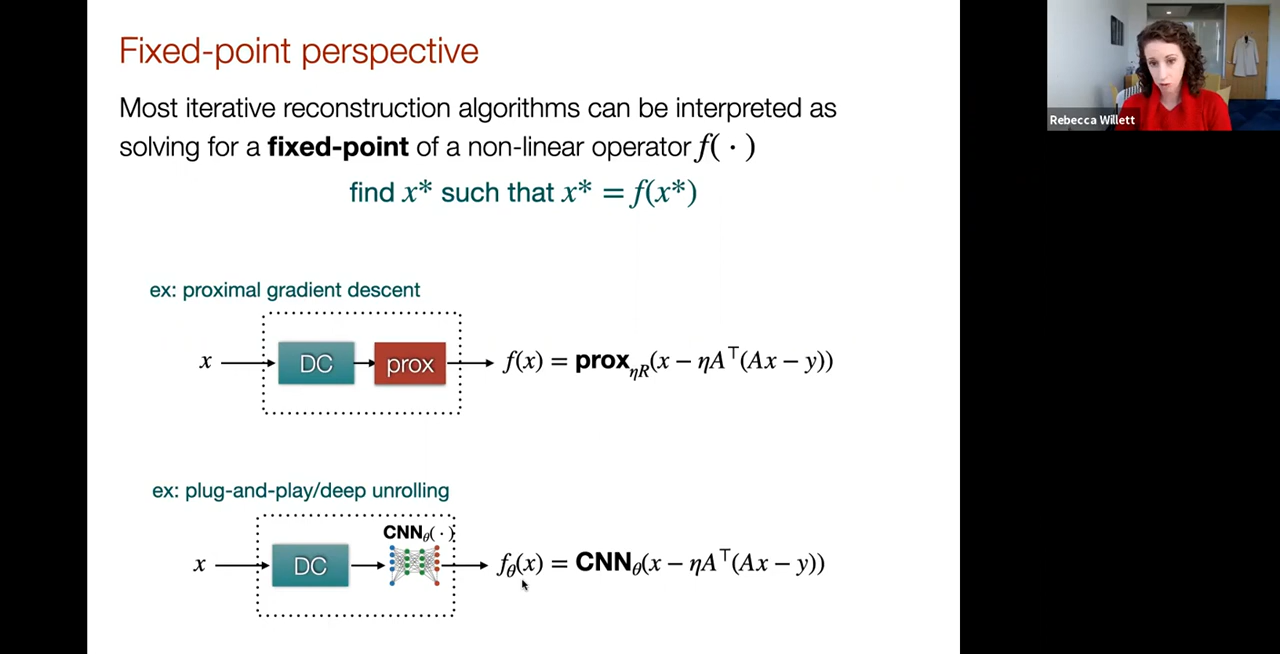 Fixed-point perspective
Most iterative reconstruction algorithms can be interpreted as
solving for a fixed-point of a non-linear operator f( · )
find x* such that x* = f(x*)
ex: proximal gradient descent
x DC prox f(x) = prox_{ηR}(x − ηA^⊤(Ax − y))
ex: plug-and-play/deep unrolling
CNN_θ( · )
x DC f_θ(x) = CNN_θ(x − ηA^⊤(Ax − y))
Rebecca Willett